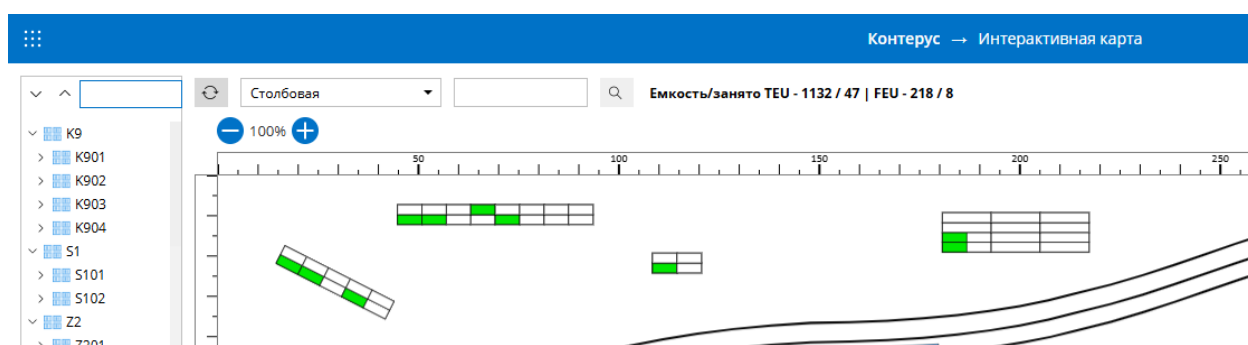 Контерус → Интерактивная карта
Столбовая
Емкость/занято TEU - 1132 / 47 | FEU - 218 / 8
100%
50 100 150 200 250
K9
K901
K902
K903
K904
S1
S101
S102
Z2
Z201